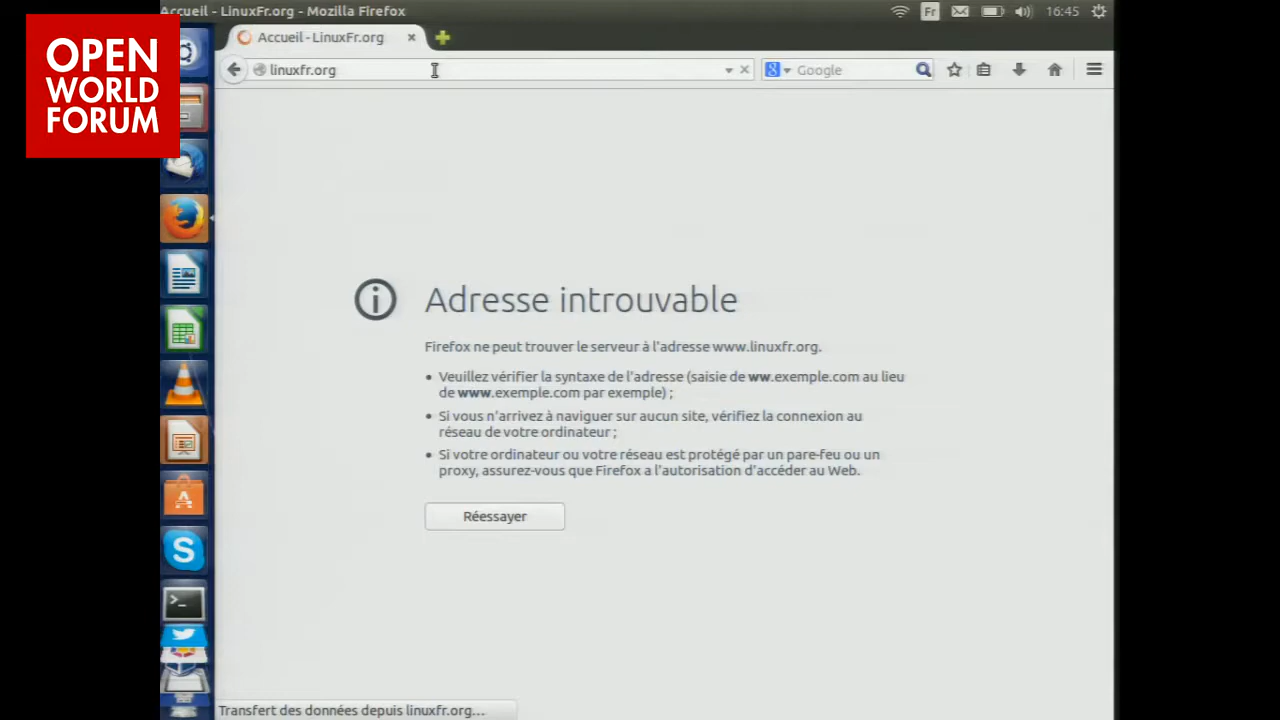 Accueil - LinuxFr.org - Mozilla Firefox
Fr
16:45
OPEN
WORLD
FORUM
Accueil - LinuxFr.org
linuxfr.org
Google
Adresse introuvable
Firefox ne peut trouver le serveur à l'adresse www.linuxfr.org.
• Veuillez vérifier la syntaxe de l'adresse (saisie de ww.exemple.com au lieu
de www.exemple.com par exemple) ;
• Si vous n'arrivez à naviguer sur aucun site, vérifiez la connexion au
réseau de votre ordinateur ;
• Si votre ordinateur ou votre réseau est protégé par un pare-feu ou un
proxy, assurez-vous que Firefox a l'autorisation d'accéder au Web.
Réessayer
Transfert des données depuis linuxfr.org...